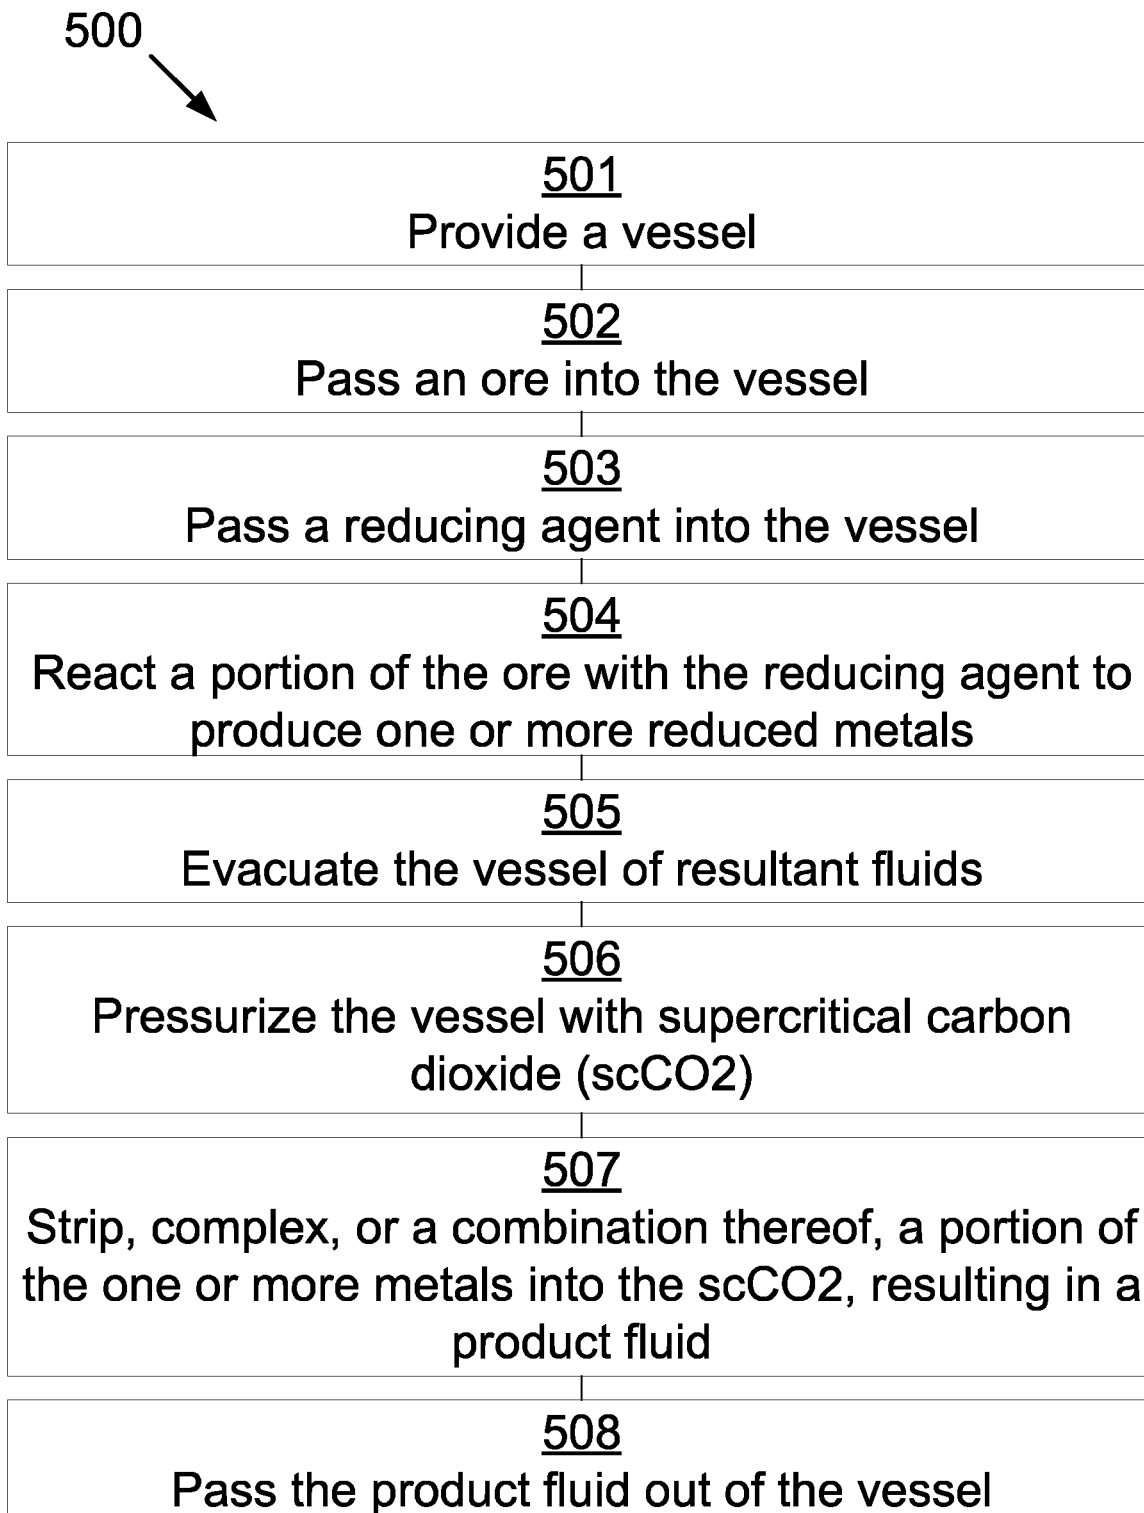 500
501
Provide a vessel
502
Pass an ore into the vessel
503
Pass a reducing agent into the vessel
504
React a portion of the ore with the reducing agent to
produce one or more reduced metals
505
Evacuate the vessel of resultant fluids
506
Pressurize the vessel with supercritical carbon
dioxide (scCO2)
507
Strip, complex, or a combination thereof, a portion of
the one or more metals into the scCO2, resulting in a
product fluid
508
Pass the product fluid out of the vessel